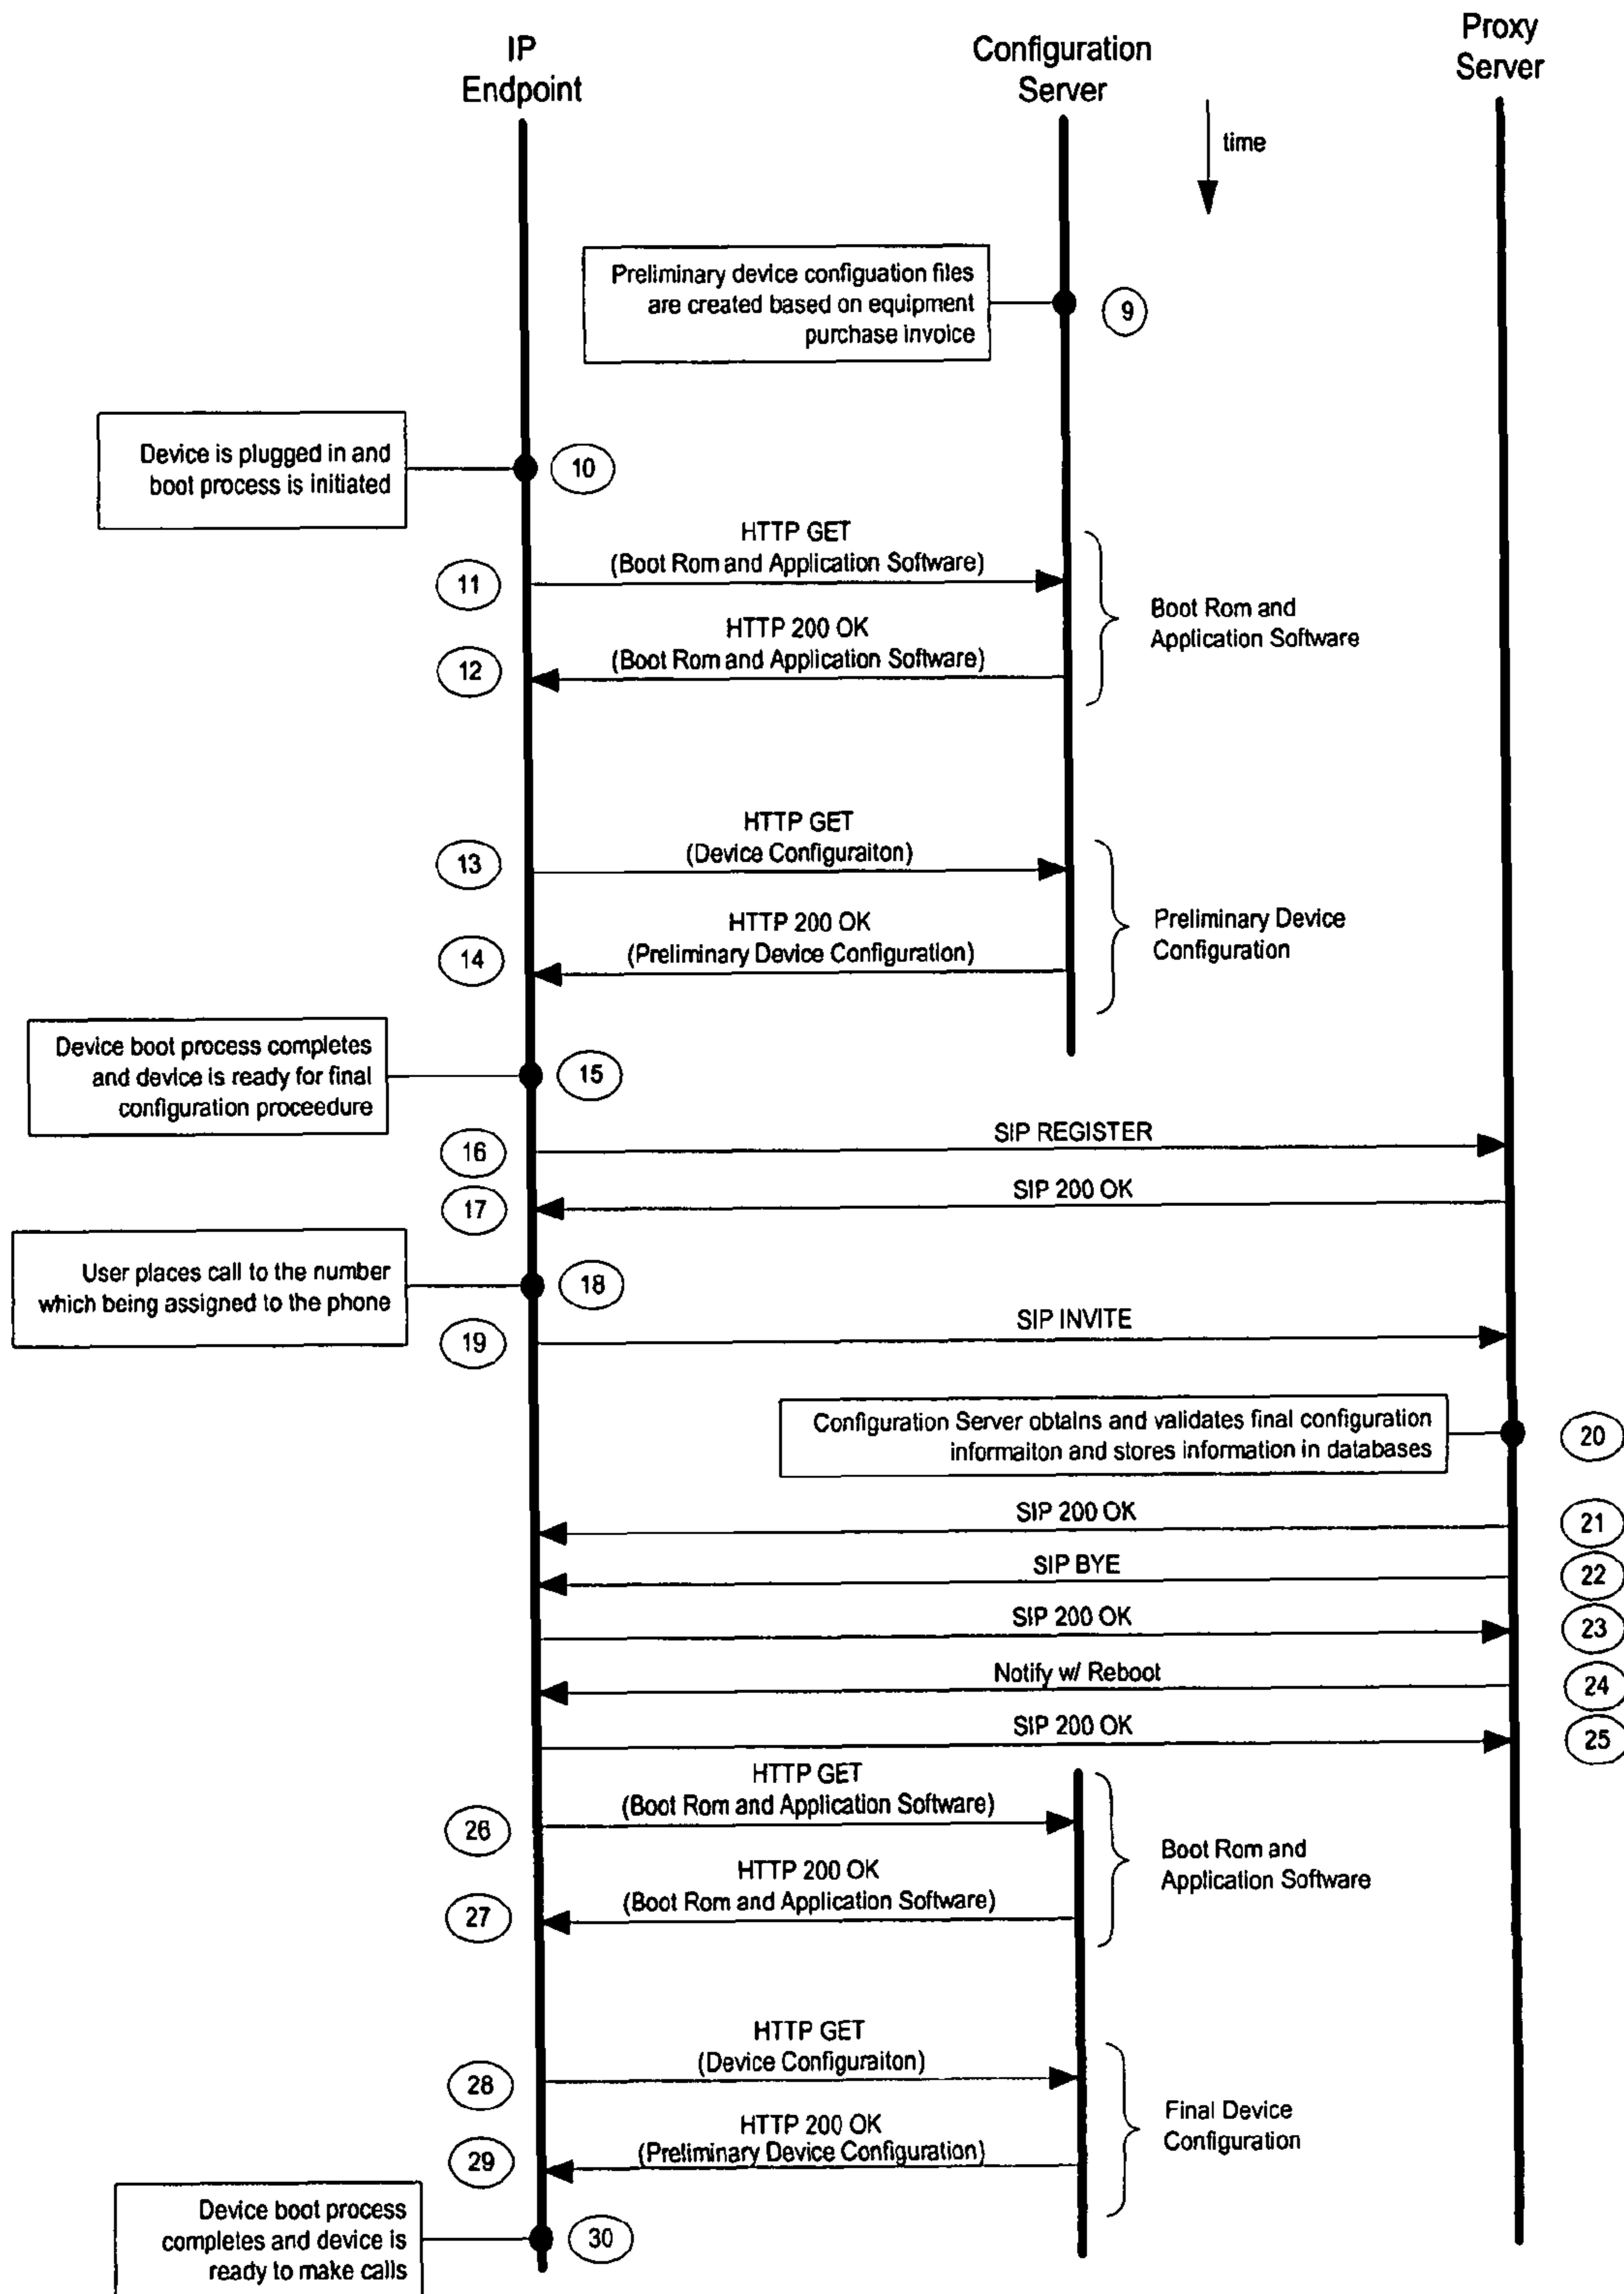 IP
Endpoint
Configuration
Server
Proxy
Server
time
Preliminary device configuation files
are created based on equipment
purchase invoice
9
Device is plugged in and
boot process is initiated
10
HTTP GET
(Boot Rom and Application Software)
11
HTTP 200 OK
(Boot Rom and Application Software)
12
Boot Rom and
Application Software
HTTP GET
(Device Configuraiton)
13
HTTP 200 OK
(Preliminary Device Configuration)
14
Preliminary Device
Configuration
Device boot process completes
and device is ready for final
configuration proceedure
15
SIP REGISTER
16
SIP 200 OK
17
User places call to the number
which being assigned to the phone
18
SIP INVITE
19
Configuration Server obtains and validates final configuration
informaiton and stores information in databases
20
SIP 200 OK
21
SIP BYE
22
SIP 200 OK
23
Notify w/ Reboot
24
SIP 200 OK
25
HTTP GET
(Boot Rom and Application Software)
26
HTTP 200 OK
(Boot Rom and Application Software)
27
Boot Rom and
Application Software
HTTP GET
(Device Configuraiton)
28
HTTP 200 OK
(Preliminary Device Configuration)
29
Final Device
Configuration
Device boot process
completes and device is
ready to make calls
30